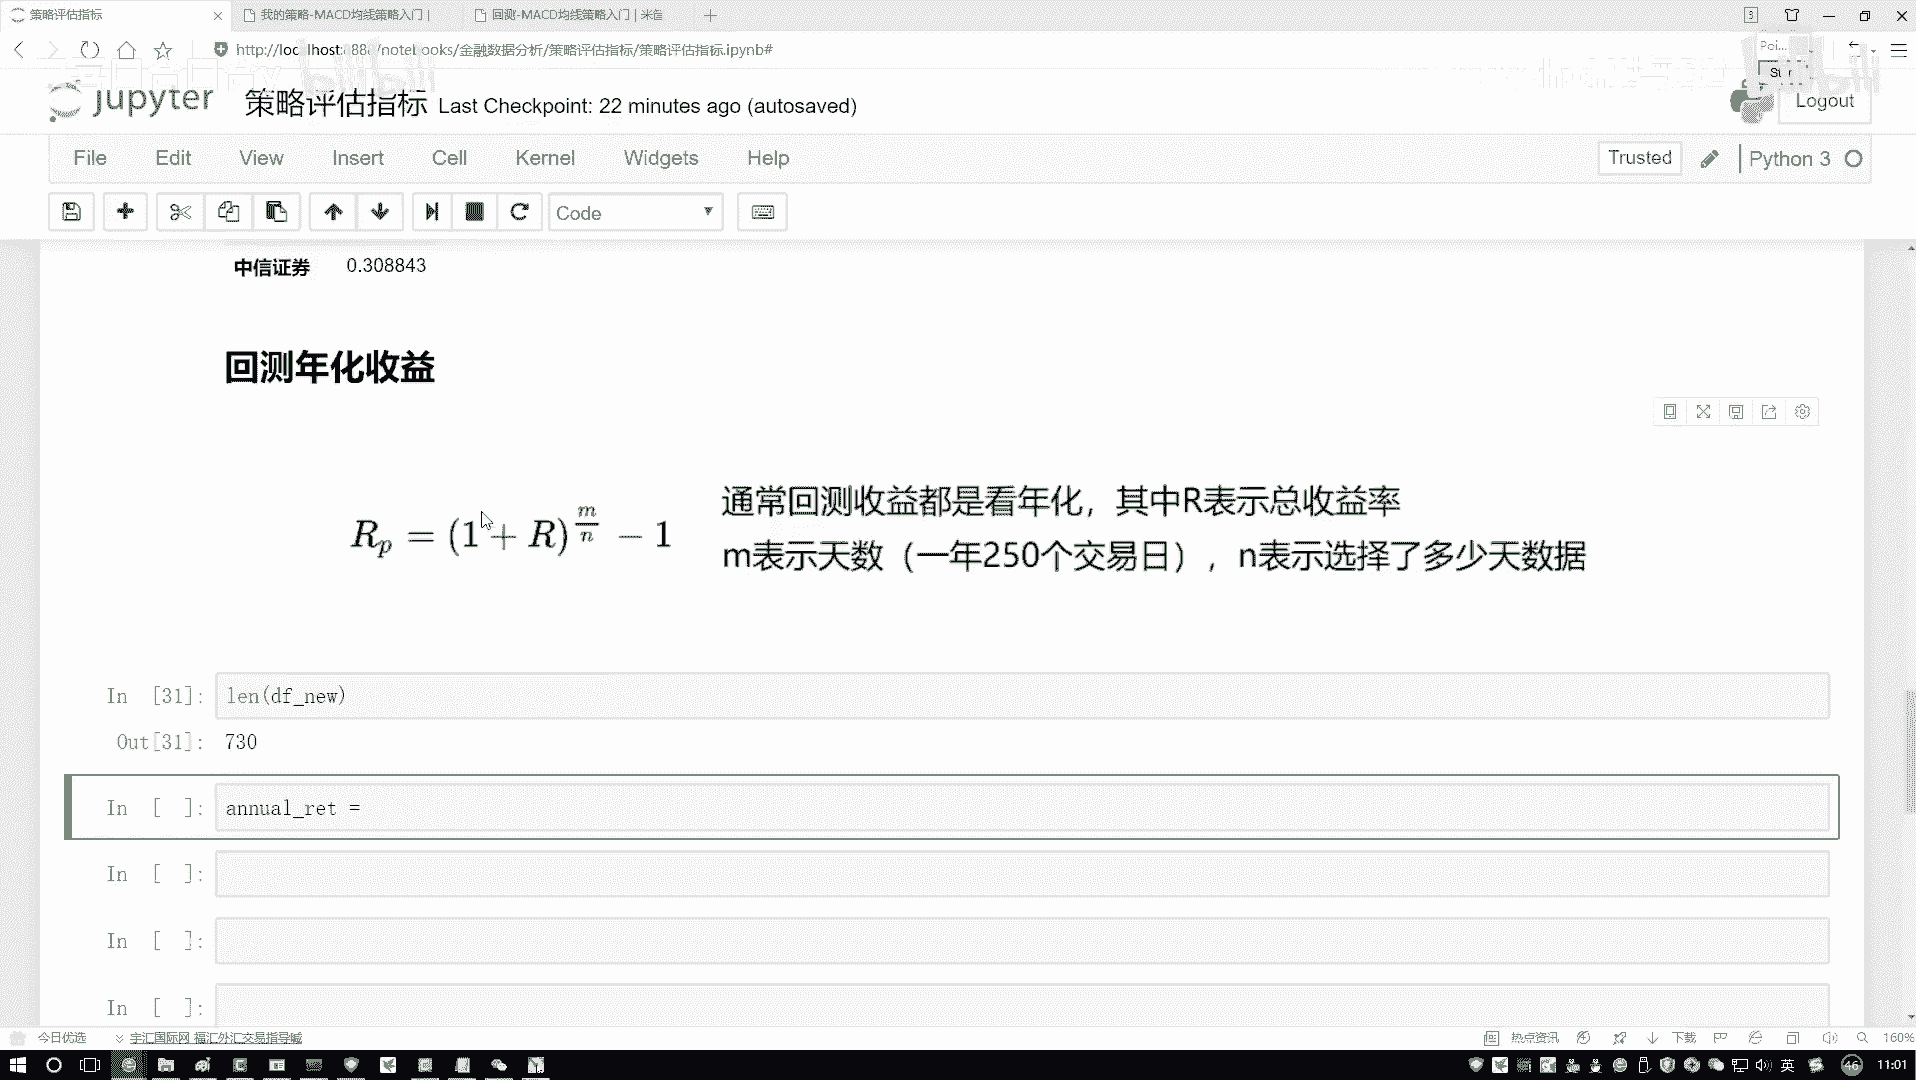 策略评估指标
我的策略-MACD均线策略入门 |
回测-MACD均线策略入门 | 米筐
http://localhost:888/notebooks/金融数据分析/策略评估指标/策略评估指标.ipynb#
jupyter 策略评估指标 Last Checkpoint: 22 minutes ago (autosaved)
Logout
File Edit View Insert Cell Kernel Widgets Help
Trusted
Python 3
Code
中信证券 0.308843
回测年化收益
R_p = (1 + R)^{m/n} − 1
通常回测收益都是看年化，其中R表示总收益率
m表示天数（一年250个交易日），n表示选择了多少天数据
In [31]: len(df_new)
Out[31]: 730
In [ ]: annual_ret =
In [ ]:
In [ ]:
In [ ]:
今日优选
宇汇国际网 福汇外汇交易指导喊
热点资讯
下载
160%
英
46
11:01